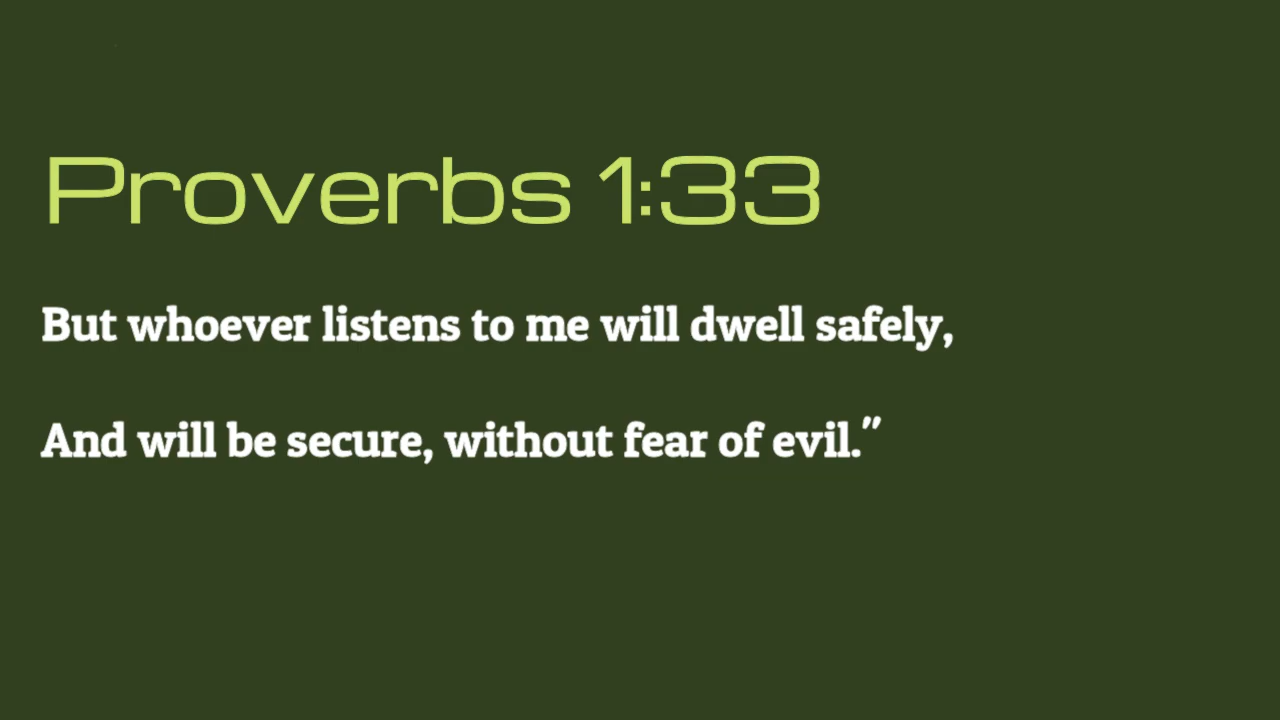 Proverbs 1:33
But whoever listens to me will dwell safely,
And will be secure, without fear of evil."